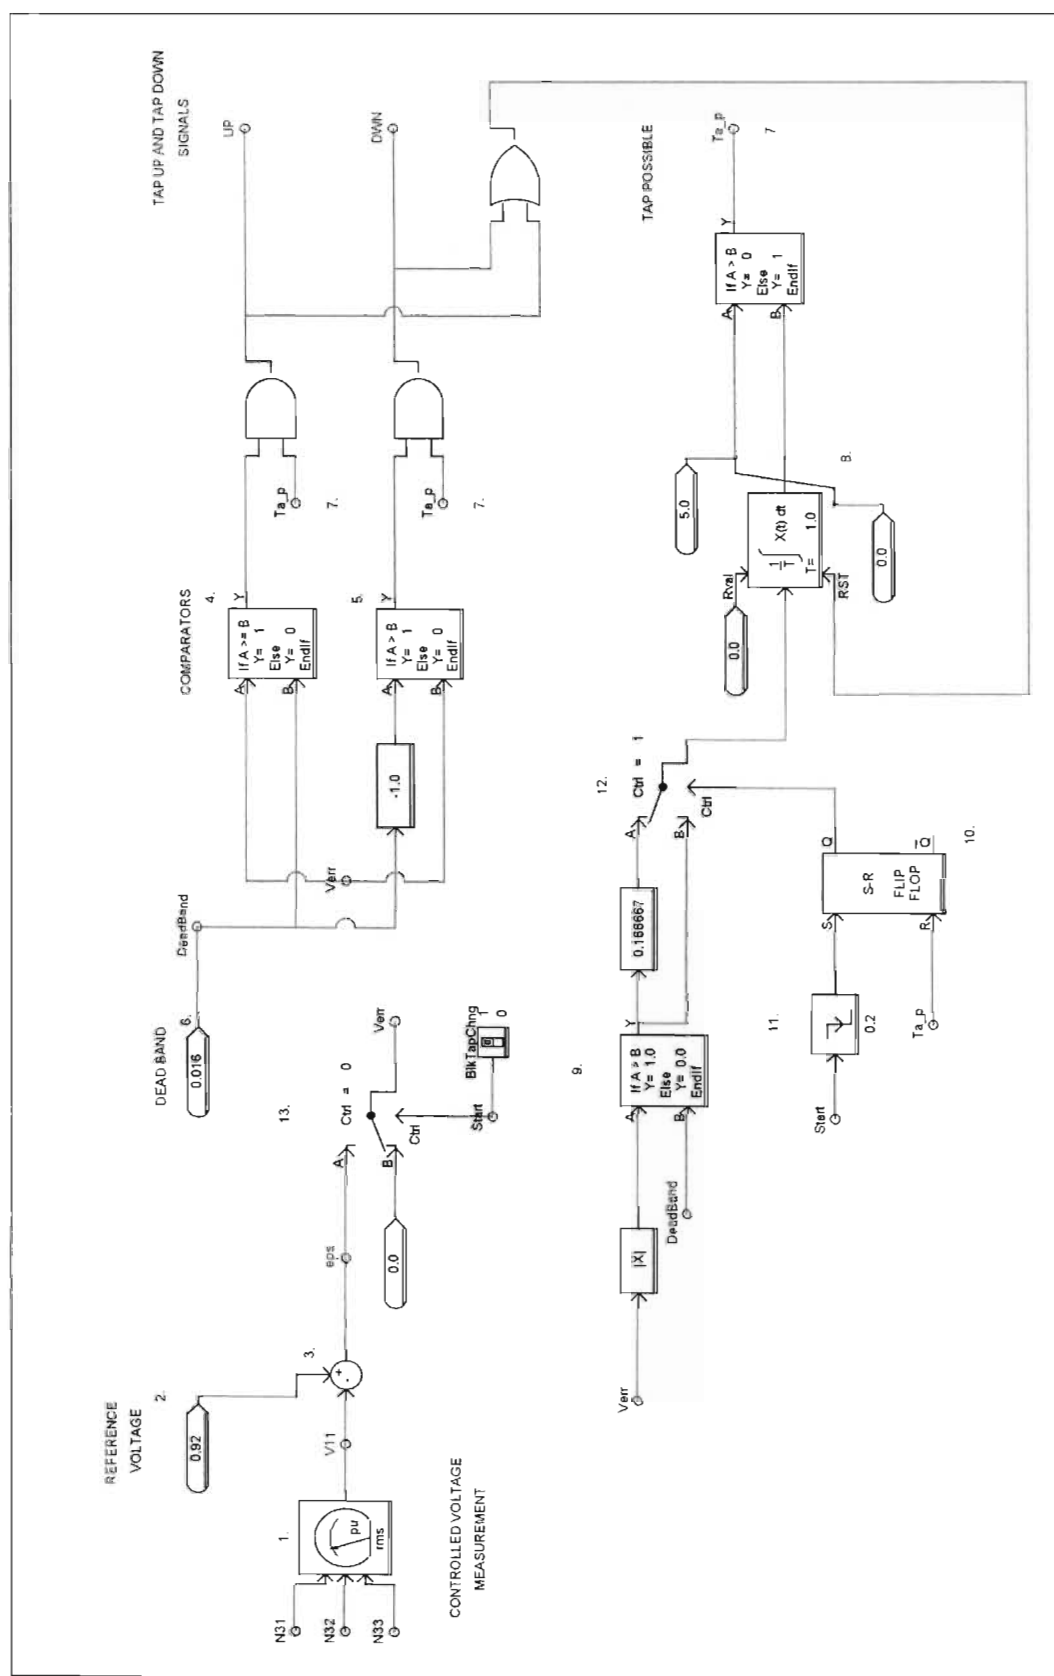 REFERENCE
VOLTAGE
2.
0.92
3.
+
-
N31
N32
N33
1.
pu
rms
V11
CONTROLLED VOLTAGE
MEASUREMENT
eps
0.0
13.
A
B
Ctrl = 0
Ctrl
Verr
Start
BlkTapChng
1
0
DEAD BAND
6.
0.016
DeadBand
Verr
COMPARATORS
4.
A
B
If A >= B
Y= 1
Else
Y= 0
EndIf
Y
-1.0
5.
A
B
If A > B
Y= 1
Else
Y= 0
EndIf
Y
Ta_p
7.
Ta_p
7.
TAP UP AND TAP DOWN
SIGNALS
UP
DWN
Verr
|X|
DeadBand
9.
A
B
If A > B
Y= 1.0
Else
Y= 0.0
EndIf
Y
0.166667
12.
A
B
Ctrl = 1
Ctrl
Start
11.
0.2
Ta_p
S
R
S-R
FLIP
FLOP
Q
Q
10.
0.0
Rval
RST
1
T
X(t) dt
T= 1.0
5.0
0.0
8.
A
B
If A > B
Y= 0
Else
Y= 1
EndIf
Y
TAP POSSIBLE
Ta_p
7